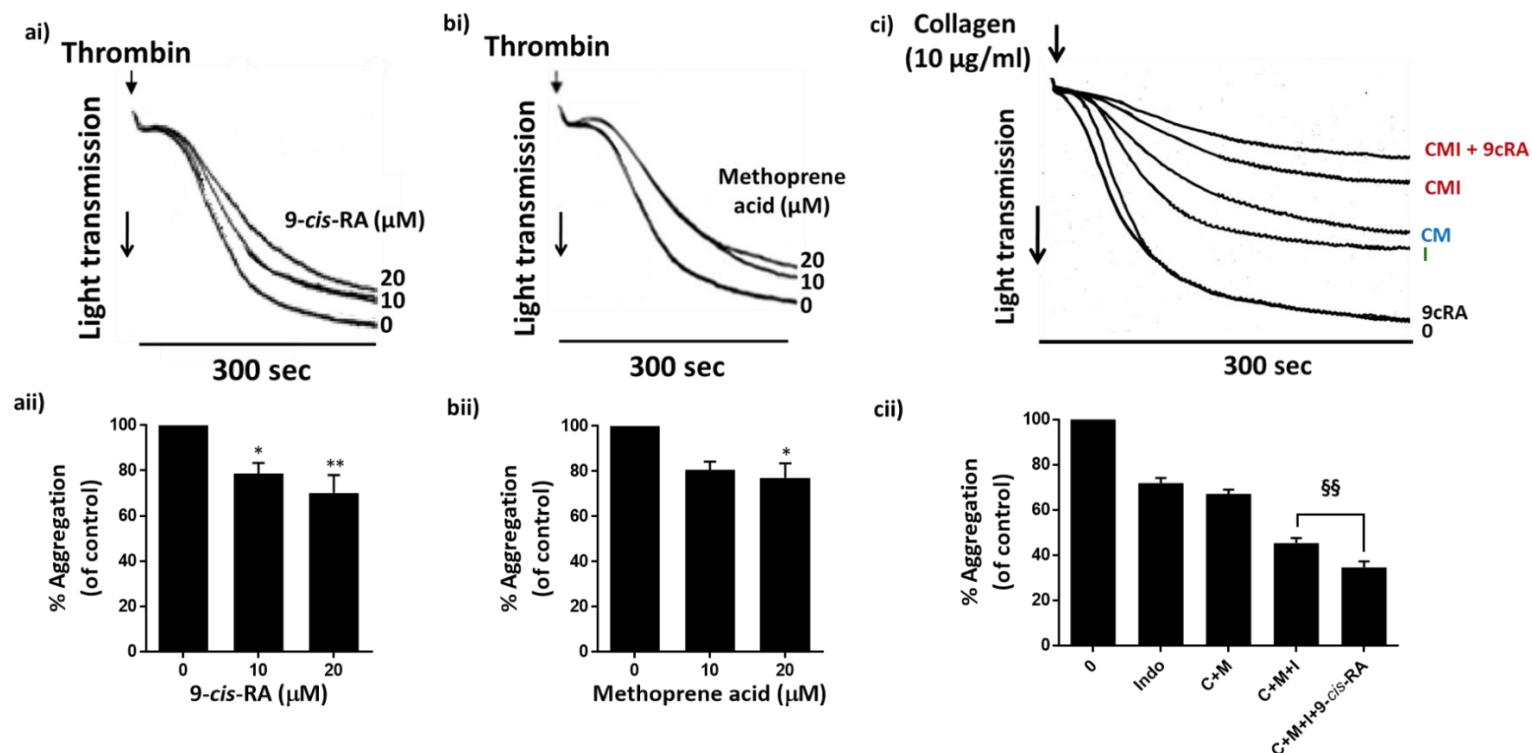 ai)
Thrombin
Light transmission
9-cis-RA (µM)
20
10
0
300 sec
bi)
Thrombin
Light transmission
Methoprene
acid (µM)
20
10
0
300 sec
ci)
Collagen
(10 µg/ml)
Light transmission
CMI + 9cRA
CMI
CM
I
9cRA
0
300 sec
aii)
% Aggregation
(of control)
100
80
60
40
20
0
*
**
0 10 20
9-cis-RA (µM)
bii)
% Aggregation
(of control)
100
80
60
40
20
0
*
0 10 20
Methoprene acid (µM)
cii)
% Aggregation
(of control)
100
80
60
40
20
0
§§
0
Indo
C+M
C+M+I
C+M+I+9-cis-RA